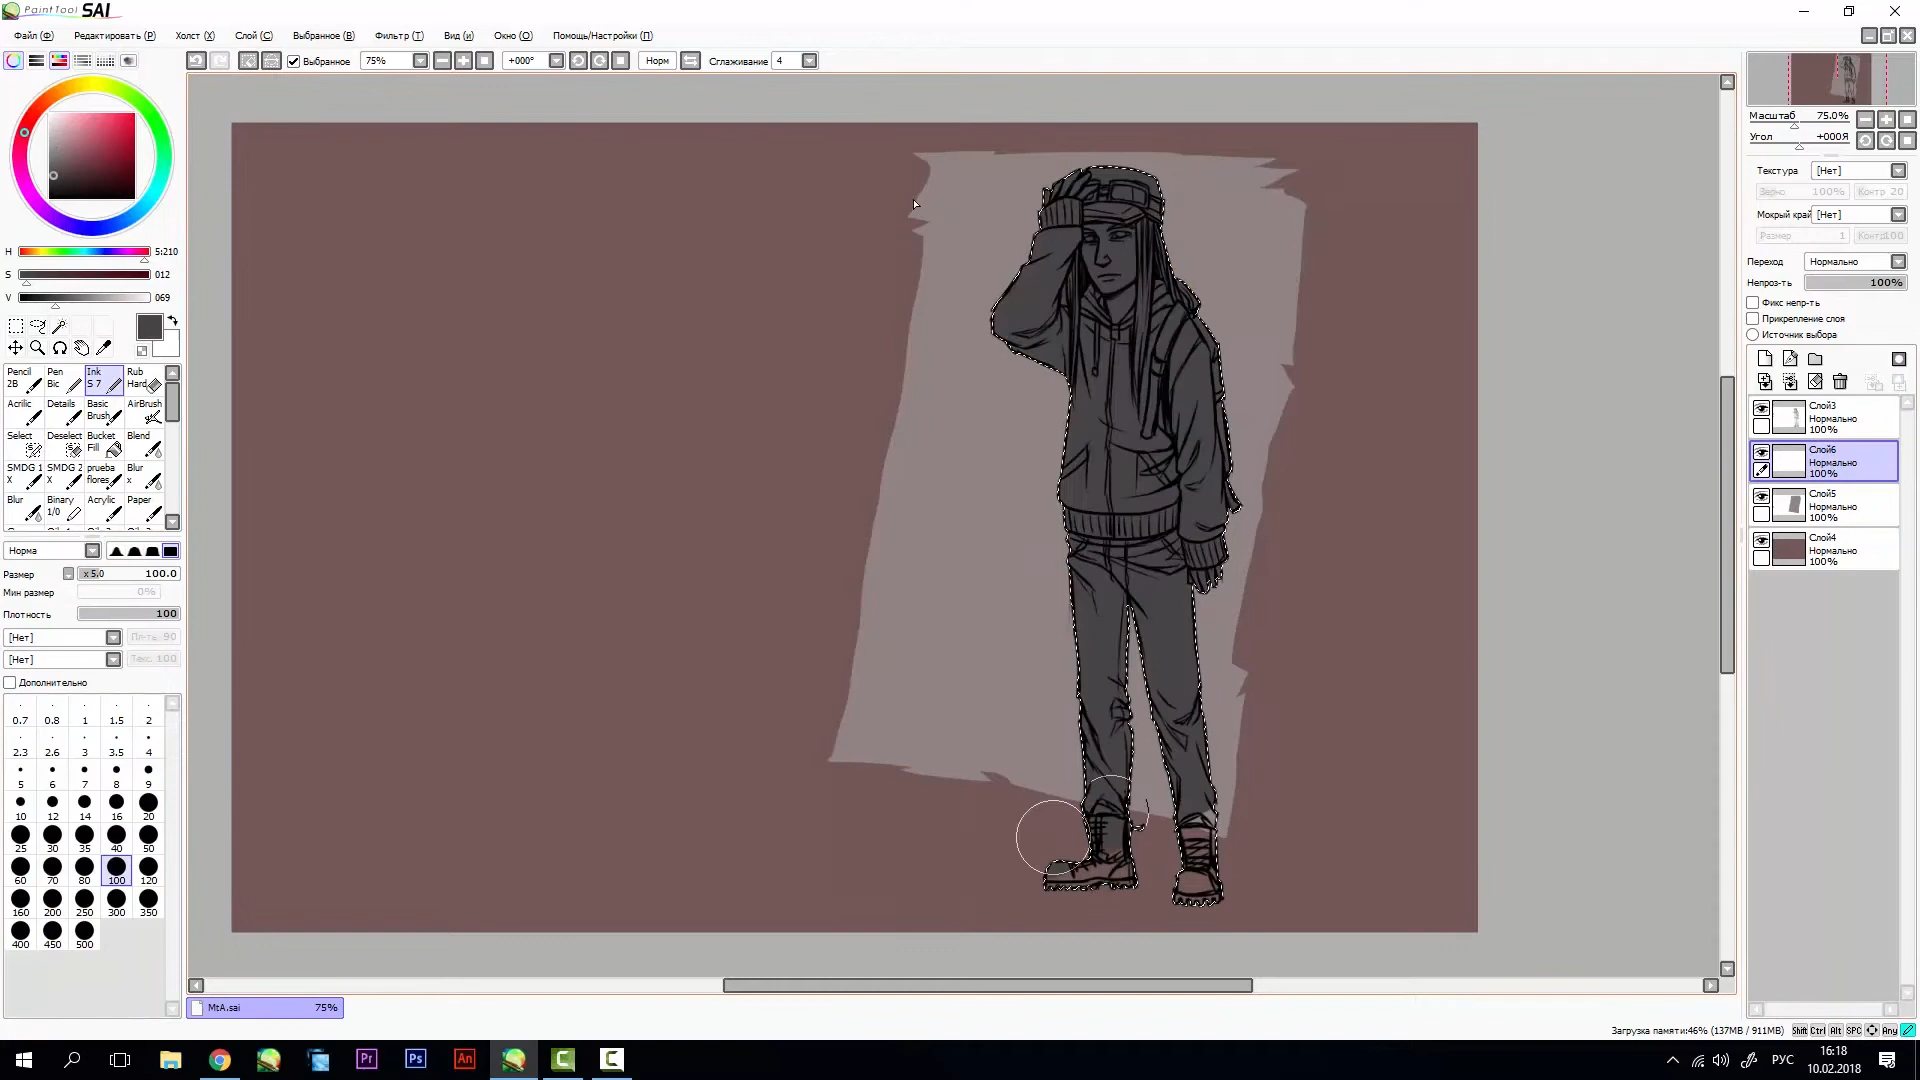 PaintTool SAI
Файл (Ф) Редактировать (P) Холст (X) Слой (C) Выбранное (B) Фильтр (T) Вид (и) Окно (O) Помощь/Настройки (П)
Выбранное 75% +000° Норм Сглаживание 4
Масштаб 75.0%
Угол +000Я
Текстура [Нет]
Зерно 100% Контр 20
Мокрый край [Нет]
Размер 1 Контр100
Переход Нормально
Непроз-ть 100%
Фикс непр-ть
Прикрепление слоя
Источник выбора
Слой3
Нормально
100%
Слой6
Нормально
100%
Слой5
Нормально
100%
Слой4
Нормально
100%
H 5:210
S 012
V 069
Pencil 2B Pen Bic Ink S 7 Rub Hard
Acrilic Details Basic Brush AirBrush
Select Deselect Bucket Fill Blend
SMDG 1 X SMDG 2 X prueba flores Blur x
Blur Binary 1/0 Acrylic Paper
Норма
Размер x 5,0 100.0
Мин размер 0%
Плотность 100
[Нет] Пл-ть 90
[Нет] Текс 100
Дополнительно
0.7 0.8 1 1.5 2
2.3 2.6 3 3.5 4
5 6 7 8 9
10 12 14 16 20
25 30 35 40 50
60 70 80 100 120
160 200 250 300 350
400 450 500
MtA.sai 75%
Загрузка памяти:46% (137MB / 911MB) Shift Ctrl Alt SPC Any
Pr Ps An C C
РУС
16:18
10.02.2018